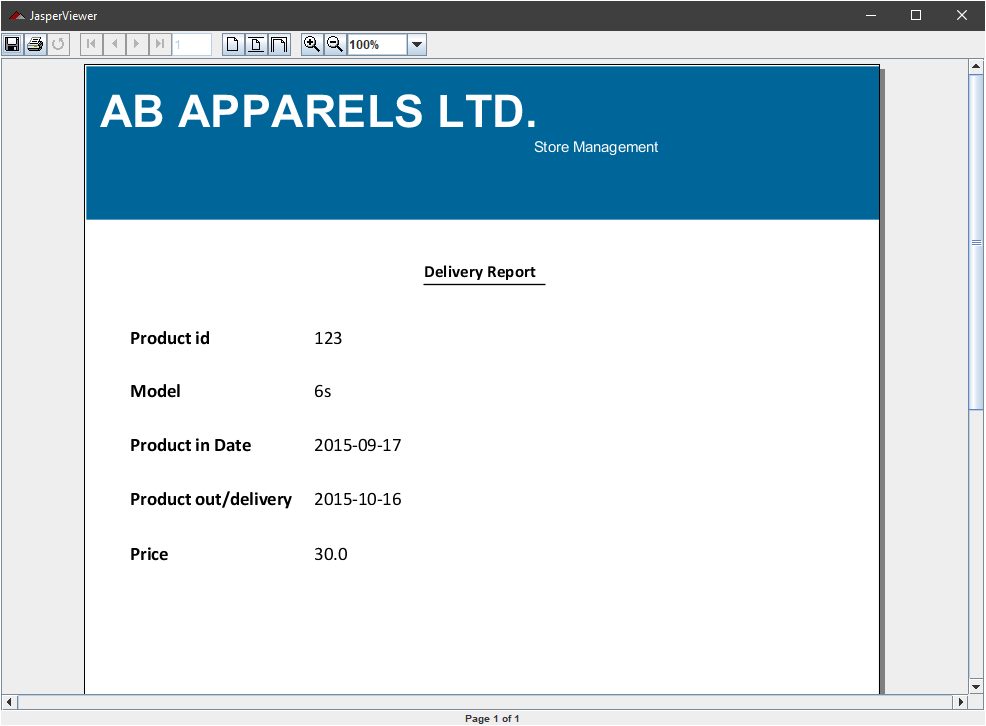 JasperViewer
1
100%
AB APPARELS LTD.
Store Management
Delivery Report
Product id 123
Model 6s
Product in Date 2015-09-17
Product out/delivery 2015-10-16
Price 30.0
Page 1 of 1